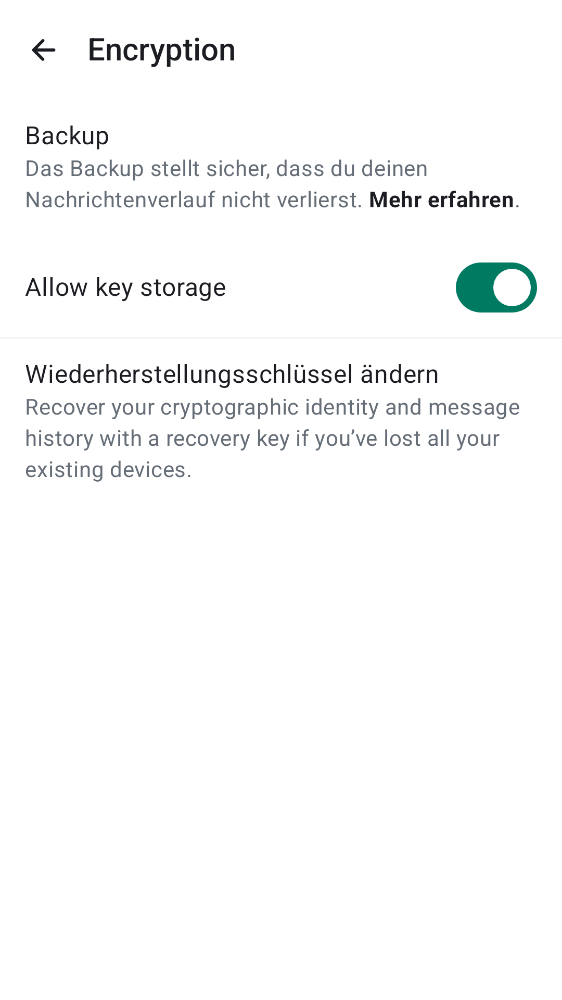 Encryption
Backup
Das Backup stellt sicher, dass du deinen
Nachrichtenverlauf nicht verlierst. Mehr erfahren.
Allow key storage
Wiederherstellungsschlüssel ändern
Recover your cryptographic identity and message
history with a recovery key if you’ve lost all your
existing devices.